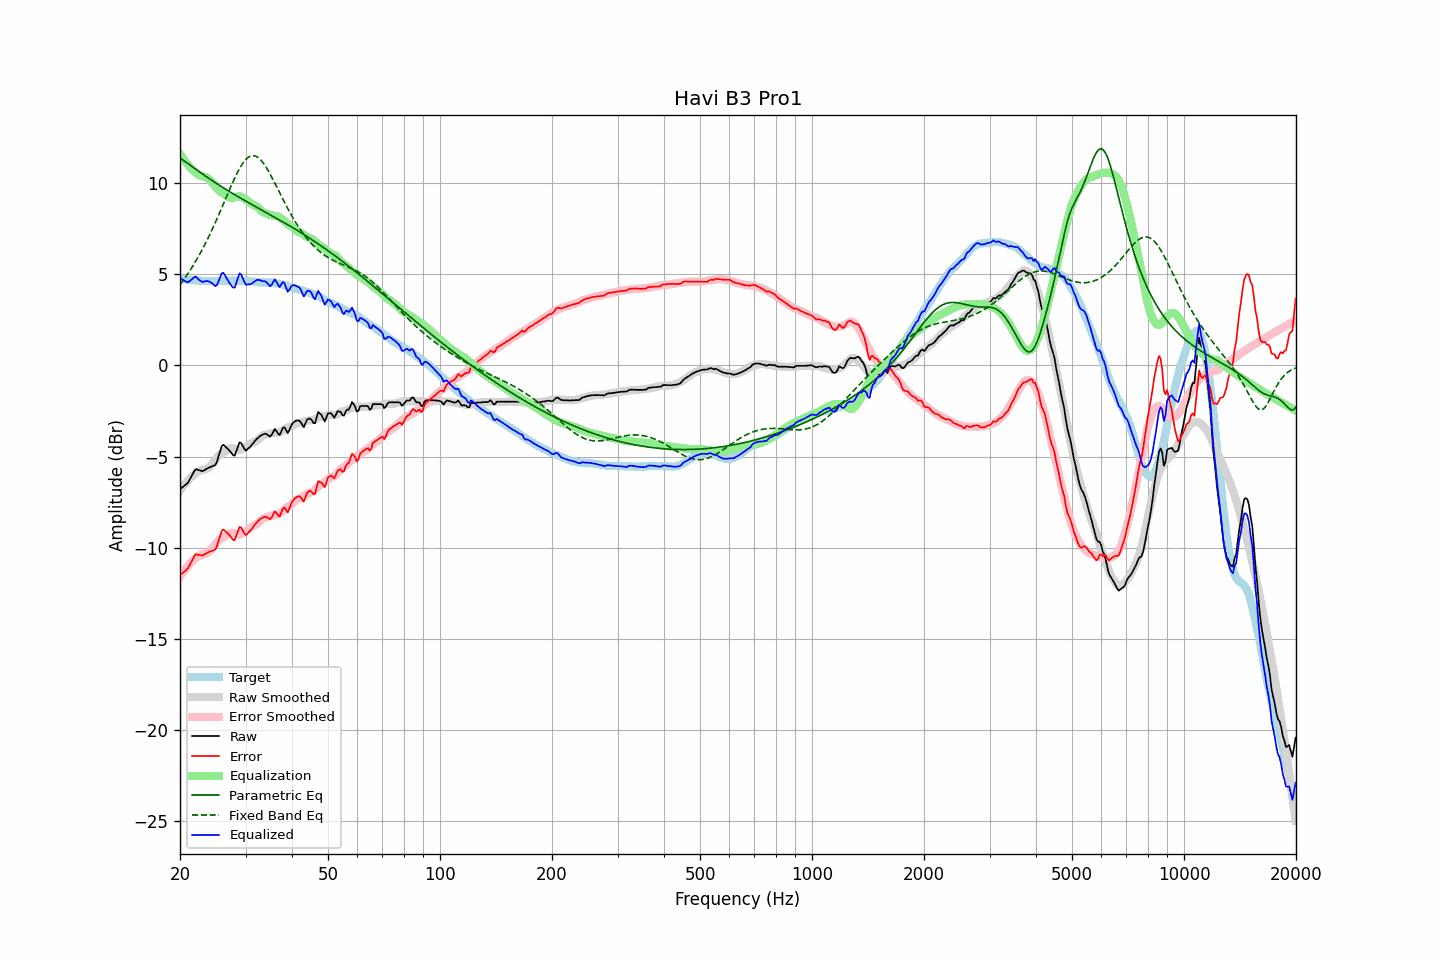 Havi B3 Pro1
Amplitude (dBr)
10
5
0
−5
−10
−15
−20
−25
Target
Raw Smoothed
Error Smoothed
Raw
Error
Equalization
Parametric Eq
Fixed Band Eq
Equalized
20 50 100 200 500 1000 2000 5000 10000 20000
Frequency (Hz)